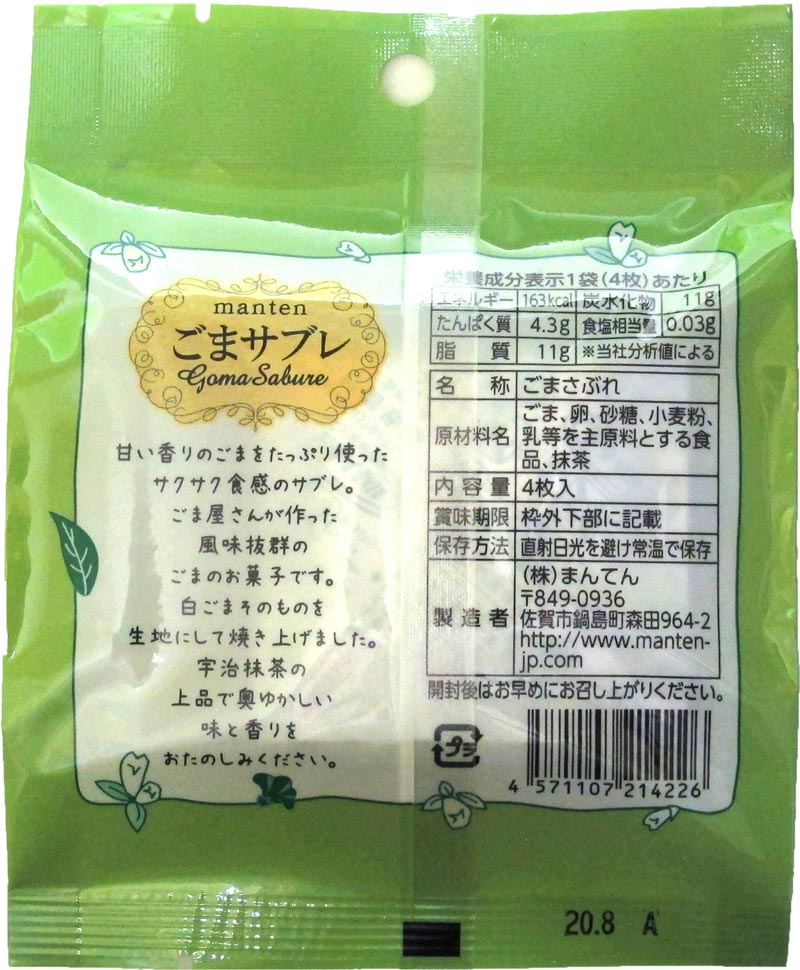 manten
ごまサブレ
Goma Sabure
甘い香りのごまをたっぷり使った
サクサク食感のサブレ。
ごま屋さんが作った
風味抜群の
ごまのお菓子です。
白ごまそのものを
生地にして焼き上げました。
宇治抹茶の
上品で奥ゆかしい
味と香りを
おたのしみください。
栄養成分表示1袋(4枚)あたり
エネルギー 163kcal 炭水化物 11g
たんぱく質 4.3g 食塩相当量 0.03g
脂質 11g ※当社分析値による
名称 ごまさぶれ
原材料名 ごま、卵、砂糖、小麦粉、
乳等を主原料とする食
品、抹茶
内容量 4枚入
賞味期限 枠外下部に記載
保存方法 直射日光を避け常温で保存
製造者 (株)まんてん
〒849-0936
佐賀市鍋島町森田964-2
http://www.manten-
jp.com
開封後はお早めにお召し上がりください。
プラ
4 571107 214226
20.8 A